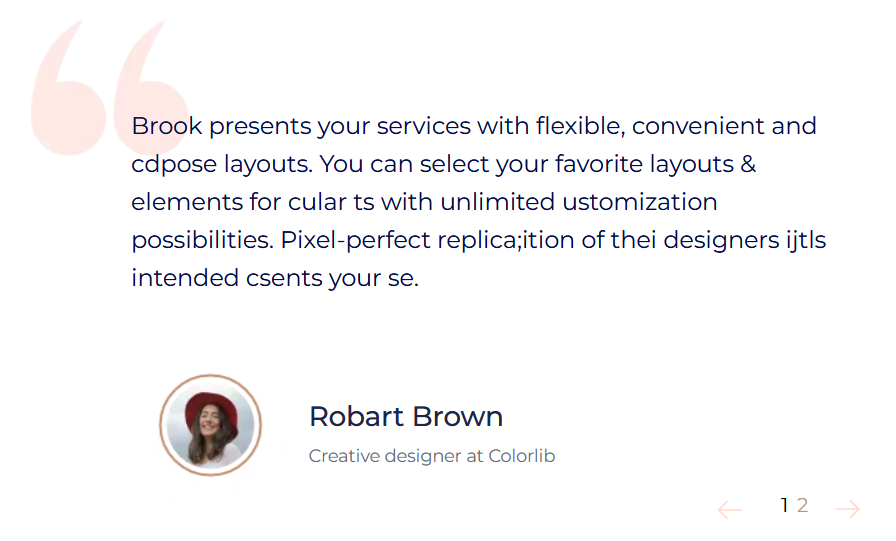 Brook presents your services with flexible, convenient and
cdpose layouts. You can select your favorite layouts &
elements for cular ts with unlimited ustomization
possibilities. Pixel-perfect replica;ition of thei designers ijtls
intended csents your se.
Robart Brown
Creative designer at Colorlib
1 2